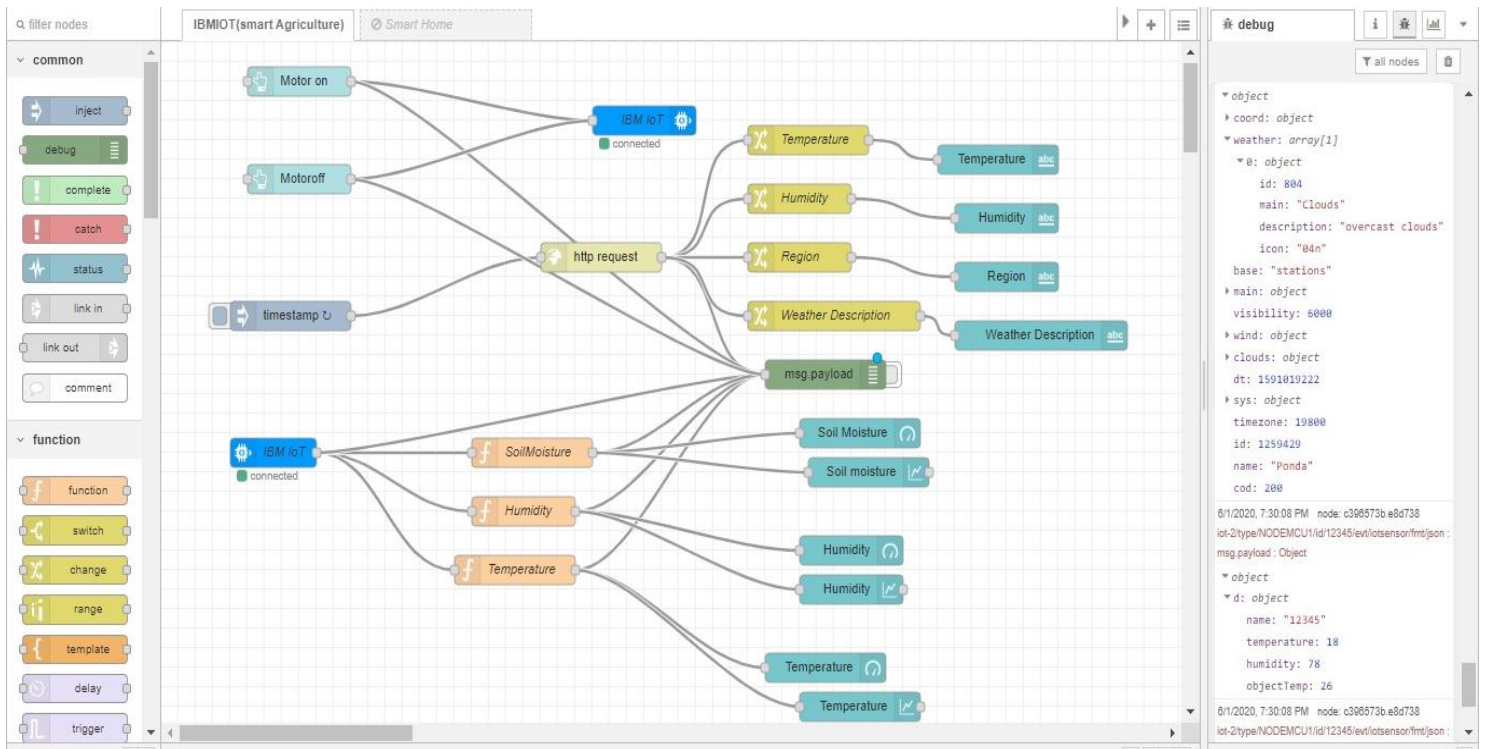 filter nodes
IBMIOT(smart Agriculture)
Smart Home
debug
i
all nodes
common
inject
debug
complete
catch
status
link in
link out
comment
function
function
switch
change
range
template
delay
trigger
Motor on
IBM IoT
connected
Motoroff
http request
timestamp ↻
Temperature
Temperature abc
Humidity
Humidity abc
Region
Region abc
Weather Description
Weather Description abc
msg.payload
IBM IoT
connected
SoilMoisture
Soil Moisture
Soil moisture
Humidity
Humidity
Humidity
Temperature
Temperature
Temperature
object
coord: object
weather: array[1]
0: object
id: 804
main: "Clouds"
description: "overcast clouds"
icon: "04n"
base: "stations"
main: object
visibility: 6000
wind: object
clouds: object
dt: 1591019222
sys: object
timezone: 19800
id: 1259429
name: "Ponda"
cod: 200
6/1/2020, 7:30:08 PM node: c396573b.e8d738
iot-2/type/NODEMCU1/id/12345/evt/iotsensor/fmt/json :
msg.payload : Object
object
d: object
name: "12345"
temperature: 18
humidity: 78
objectTemp: 26
6/1/2020, 7:30:08 PM node: c396573b.e8d738
iot-2/type/NODEMCU1/id/12345/evt/iotsensor/fmt/json :